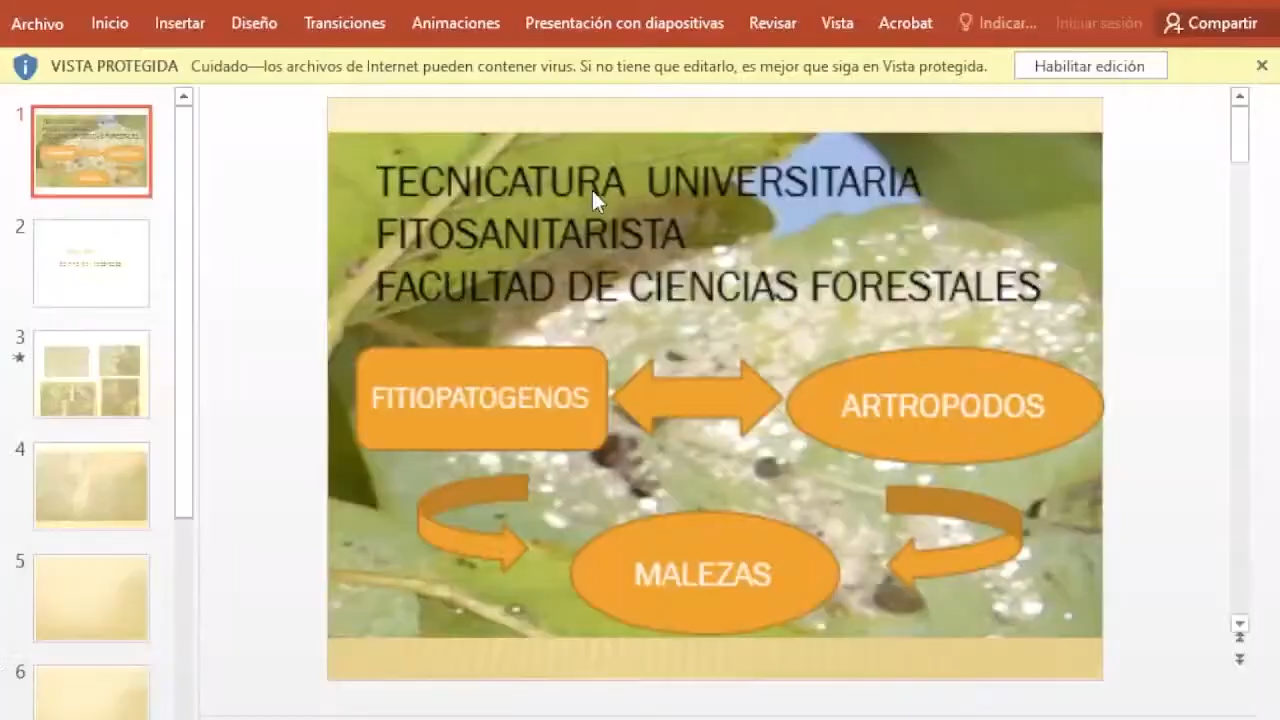 Archivo Inicio Insertar Diseño Transiciones Animaciones Presentación con diapositivas Revisar Vista Acrobat Indicar... Iniciar sesión Compartir
VISTA PROTEGIDA Cuidado—los archivos de Internet pueden contener virus. Si no tiene que editarlo, es mejor que siga en Vista protegida. Habilitar edición
1
2
3
4
5
6
TECNICATURA UNIVERSITARIA
FITOSANITARISTA
FACULTAD DE CIENCIAS FORESTALES
FITIOPATOGENOS
ARTROPODOS
MALEZAS